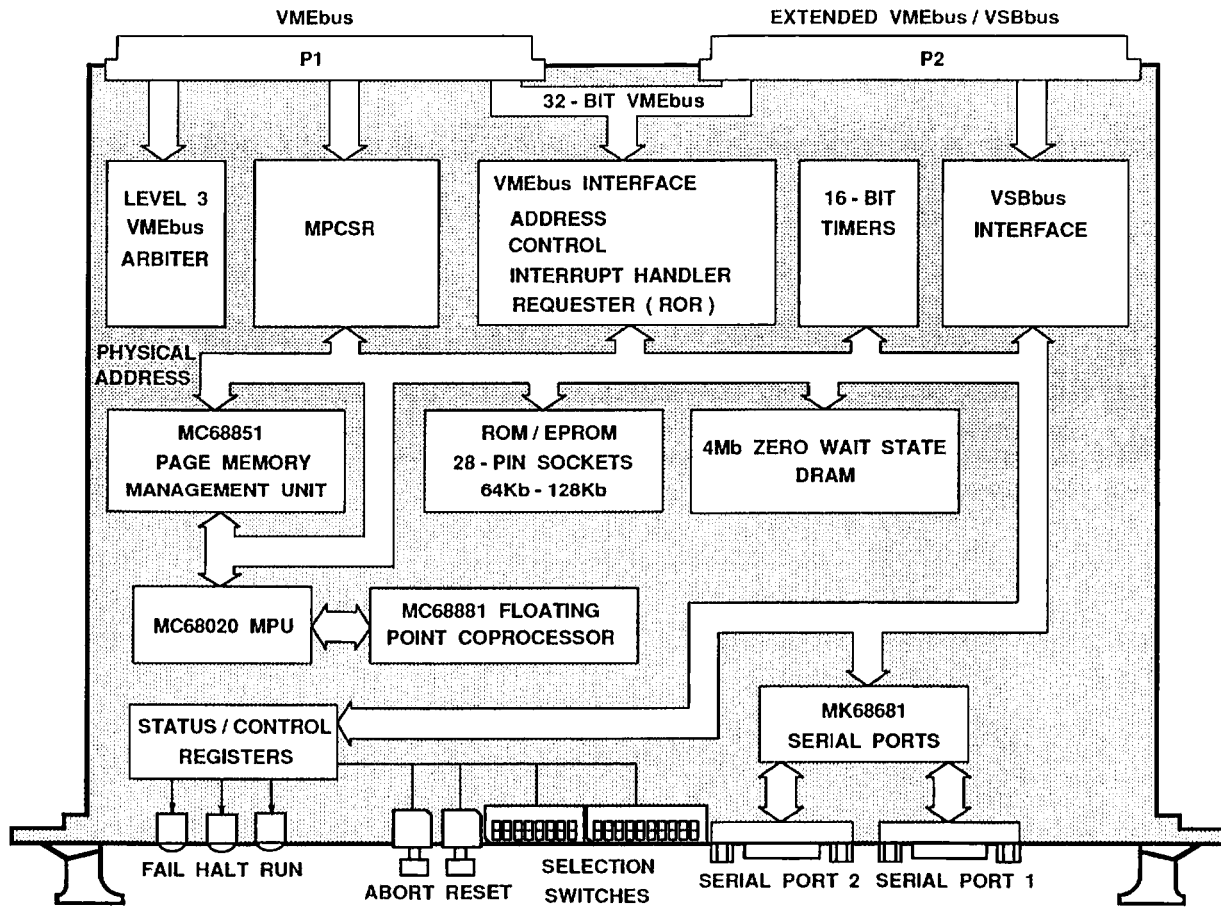 VMEbus
EXTENDED VMEbus / VSBbus
P1
P2
32 - BIT VMEbus
LEVEL 3
VMEbus
ARBITER
MPCSR
VMEbus INTERFACE
ADDRESS
CONTROL
INTERRUPT HANDLER
REQUESTER ( ROR )
16 - BIT
TIMERS
VSBbus
INTERFACE
PHYSICAL
ADDRESS
MC68851
PAGE MEMORY
MANAGEMENT UNIT
ROM / EPROM
28 - PIN SOCKETS
64Kb - 128Kb
4Mb ZERO WAIT STATE
DRAM
MC68020 MPU
MC68881 FLOATING
POINT COPROCESSOR
STATUS / CONTROL
REGISTERS
MK68681
SERIAL PORTS
FAIL HALT RUN
ABORT RESET
SELECTION
SWITCHES
SERIAL PORT 2
SERIAL PORT 1